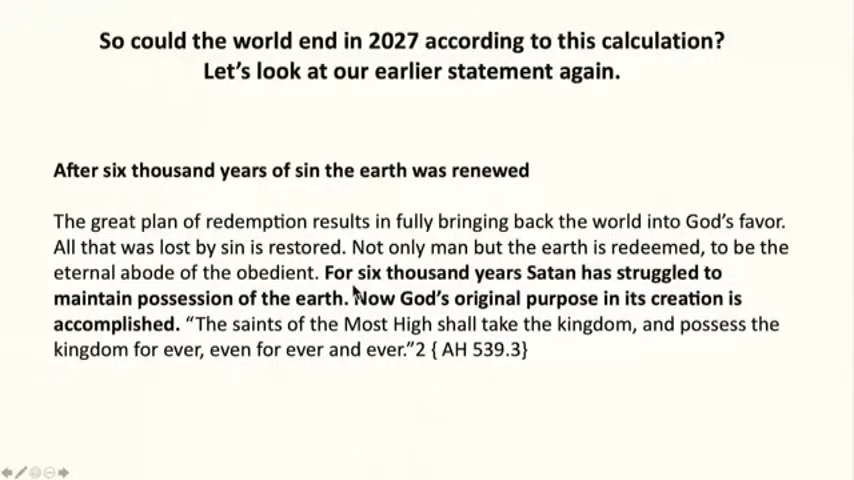 So could the world end in 2027 according to this calculation?
Let’s look at our earlier statement again.
After six thousand years of sin the earth was renewed
The great plan of redemption results in fully bringing back the world into God’s favor.
All that was lost by sin is restored. Not only man but the earth is redeemed, to be the
eternal abode of the obedient. For six thousand years Satan has struggled to
maintain possession of the earth. Now God’s original purpose in its creation is
accomplished. “The saints of the Most High shall take the kingdom, and possess the
kingdom for ever, even for ever and ever.”2 { AH 539.3}